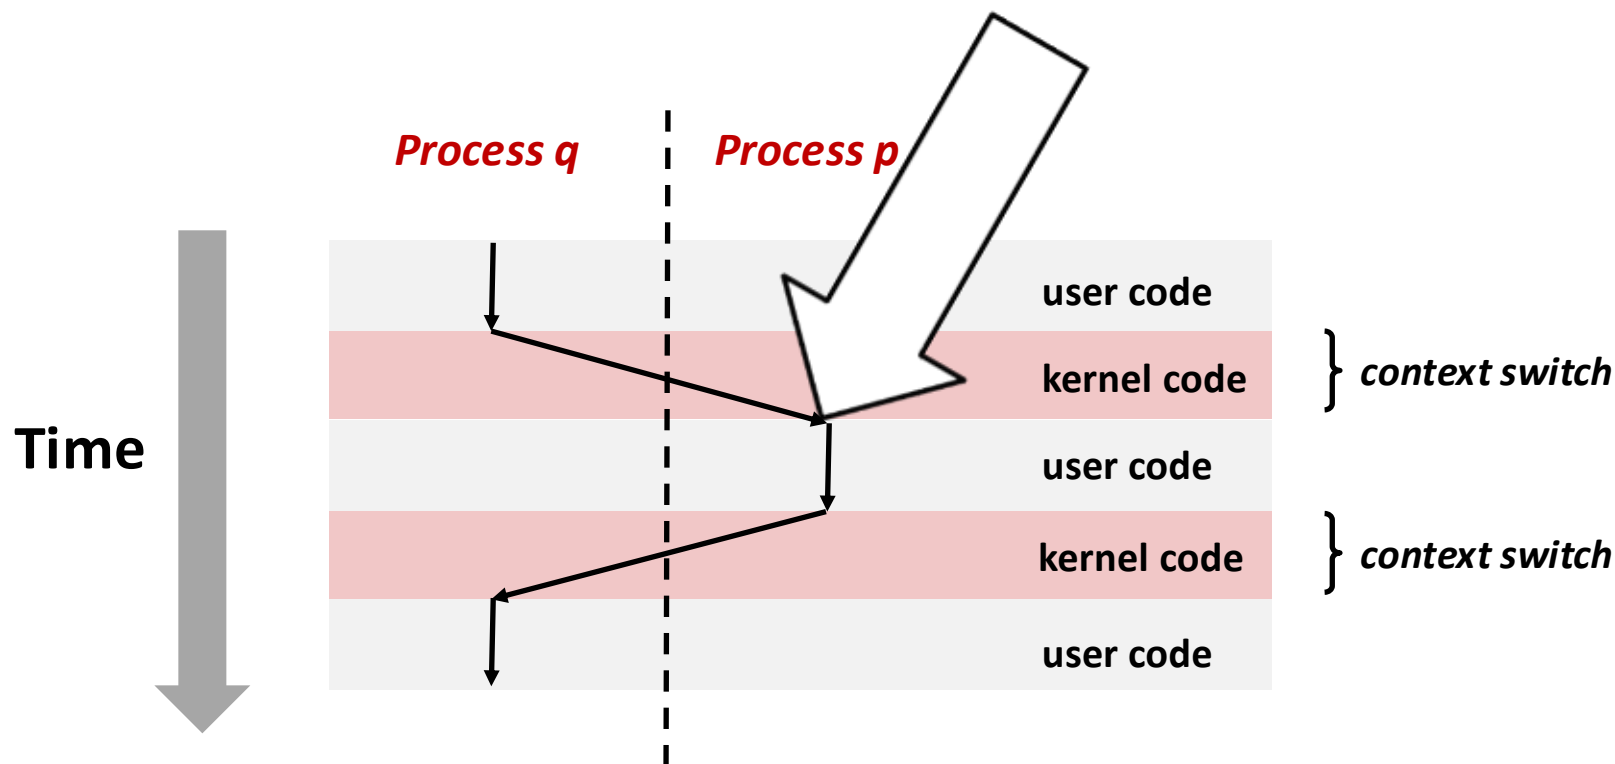 Process q
Process p
user code
kernel code
context switch
Time
user code
kernel code
context switch
user code